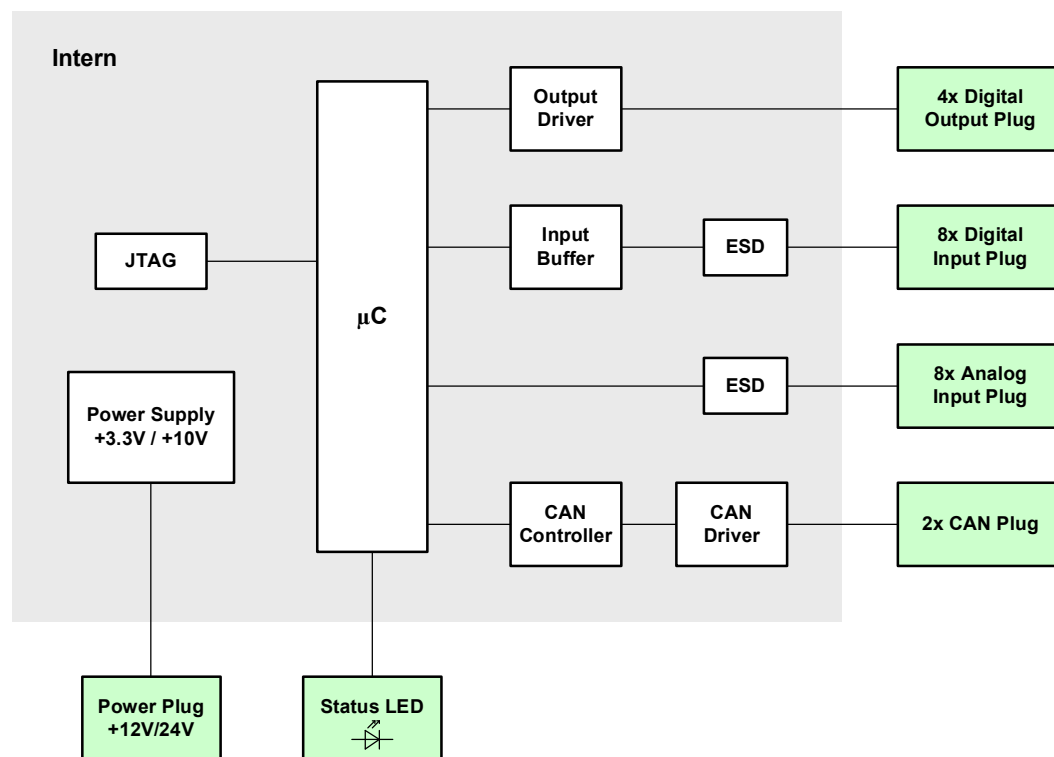 Intern
Output
Driver
4x Digital
Output Plug
JTAG
µC
Input
Buffer
ESD
8x Digital
Input Plug
Power Supply
+3.3V / +10V
ESD
8x Analog
Input Plug
CAN
Controller
CAN
Driver
2x CAN Plug
Power Plug
+12V/24V
Status LED